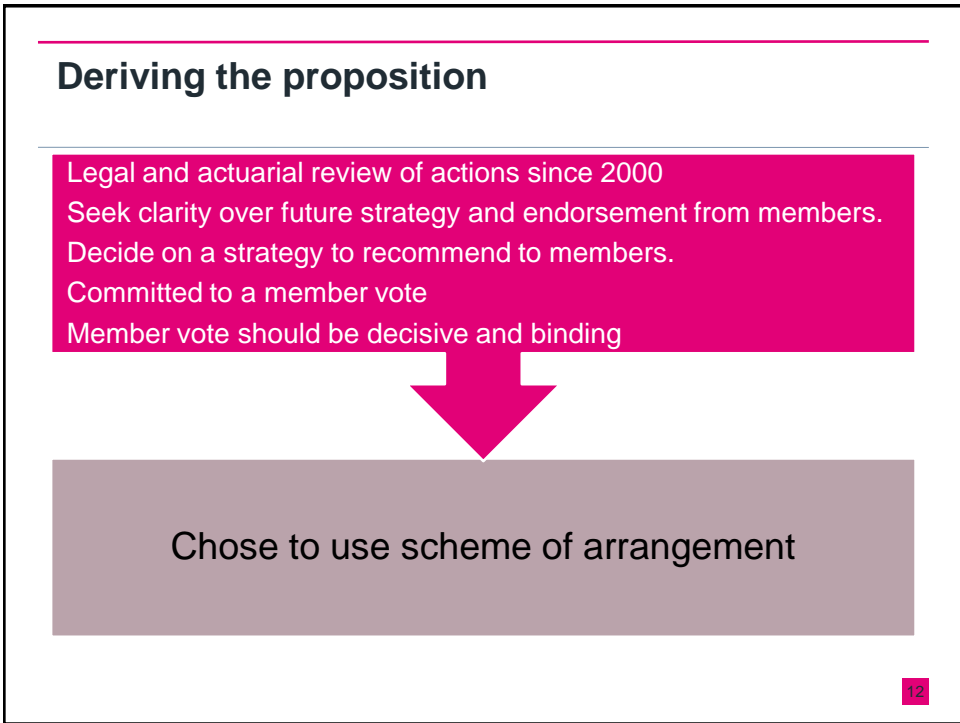 Deriving the proposition
Legal and actuarial review of actions since 2000
Seek clarity over future strategy and endorsement from members.
Decide on a strategy to recommend to members.
Committed to a member vote
Member vote should be decisive and binding
Chose to use scheme of arrangement
12